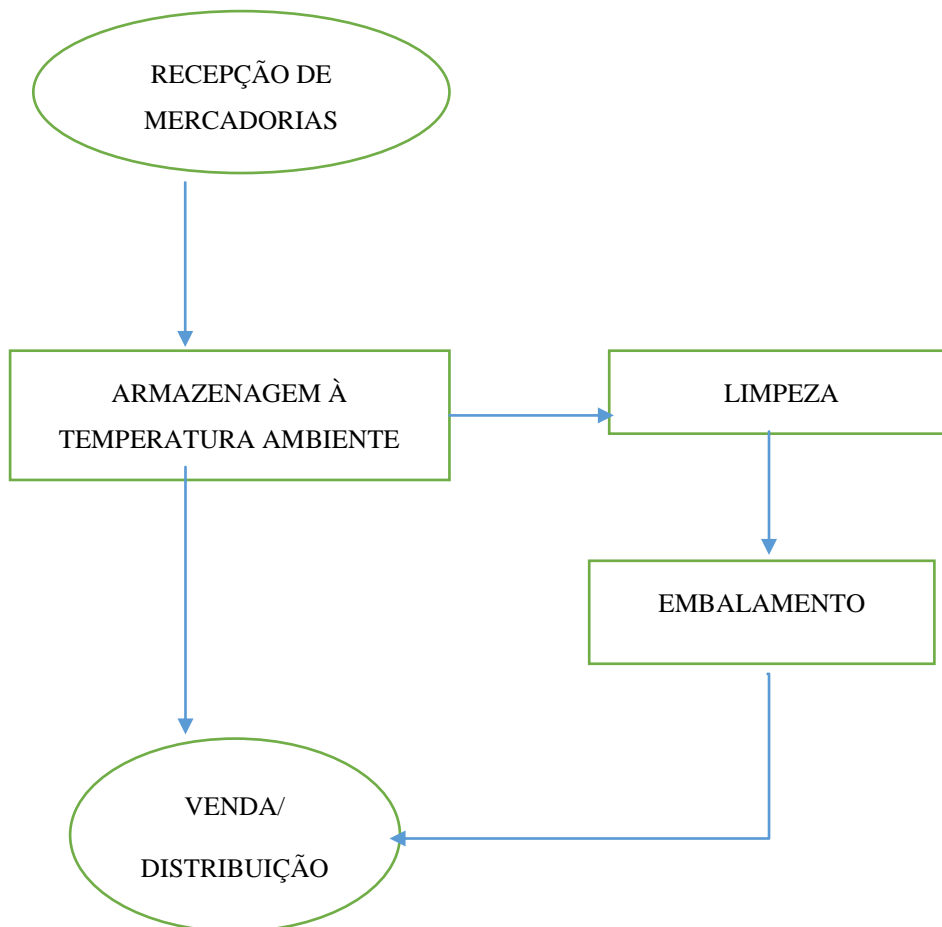 RECEPÇÃO DE
MERCADORIAS
ARMAZENAGEM À
TEMPERATURA AMBIENTE
LIMPEZA
EMBALAMENTO
VENDA/
DISTRIBUIÇÃO